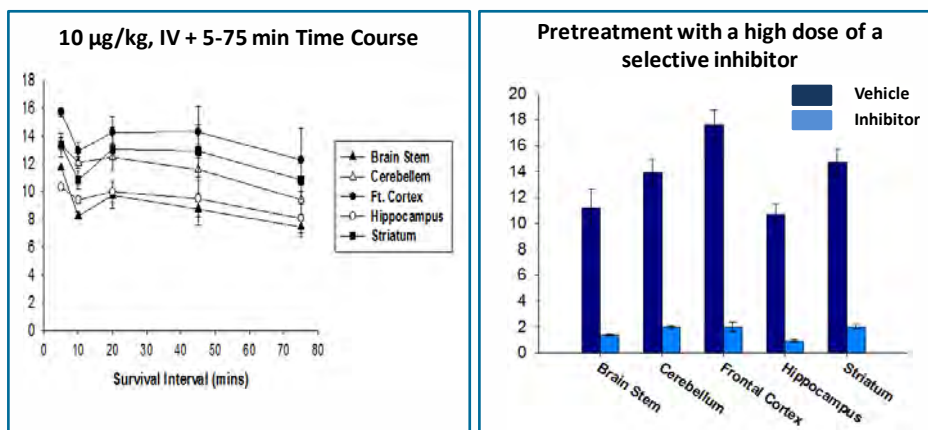 10 µg/kg, IV + 5-75 min Time Course
18
16
14
12
10
8
6
4
2
0
0 10 20 30 40 50 60 70 80
Survival Interval (mins)
Brain Stem
Cerebellem
Ft. Cortex
Hippocampus
Striatum
Pretreatment with a high dose of a
selective inhibitor
Vehicle
Inhibitor
20
18
16
14
12
10
8
6
4
2
0
Brain Stem
Cerebellum
Frontal Cortex
Hippocampus
Striatum